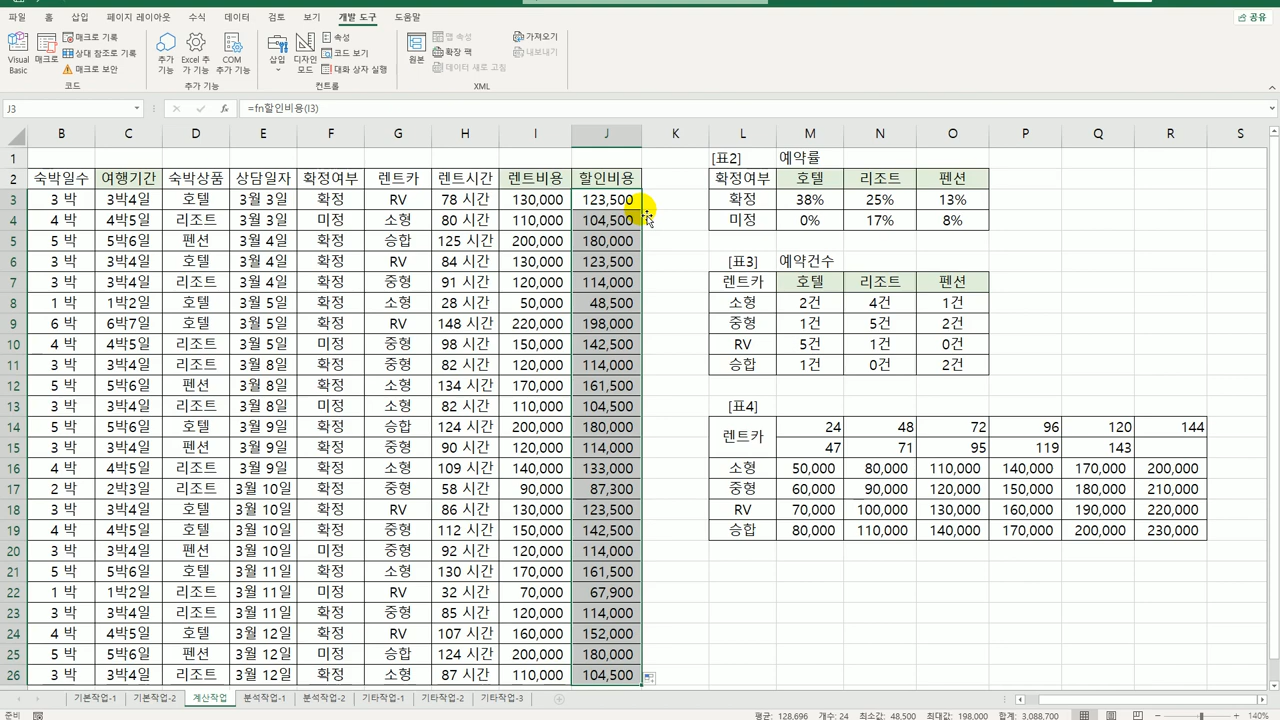 파일 홈 삽입 페이지 레이아웃 수식 데이터 검토 보기 개발 도구 도움말 공유
Visual Basic 매크로 매크로 기록 상대 참조로 기록 매크로 보안 코드
추가 기능 Excel 추가 기능 COM 추가 기능 추가 기능
삽입 디자인 모드 속성 코드 보기 대화 상자 실행 컨트롤
원본 맵 속성 확장 팩 데이터 새로 고침 가져오기 내보내기 XML
J3 fx =fn할인비용(I3)
B C D E F G H I J K L M N O P Q R S
1 [표2] 예약률
2 숙박일수 여행기간 숙박상품 상담일자 확정여부 렌트카 렌트시간 렌트비용 할인비용 확정여부 호텔 리조트 펜션
3 3 박 3박4일 호텔 3월 3일 확정 RV 78 시간 130,000 123,500 확정 38% 25% 13%
4 4 박 4박5일 리조트 3월 3일 미정 소형 80 시간 110,000 104,500 미정 0% 17% 8%
5 5 박 5박6일 펜션 3월 4일 확정 승합 125 시간 200,000 180,000
6 3 박 3박4일 호텔 3월 4일 확정 RV 84 시간 130,000 123,500 [표3] 예약건수
7 3 박 3박4일 리조트 3월 4일 확정 중형 91 시간 120,000 114,000 렌트카 호텔 리조트 펜션
8 1 박 1박2일 호텔 3월 5일 확정 소형 28 시간 50,000 48,500 소형 2건 4건 1건
9 6 박 6박7일 호텔 3월 5일 확정 RV 148 시간 220,000 198,000 중형 1건 5건 2건
10 4 박 4박5일 리조트 3월 5일 미정 중형 98 시간 150,000 142,500 RV 5건 1건 0건
11 3 박 3박4일 리조트 3월 8일 확정 중형 82 시간 120,000 114,000 승합 1건 0건 2건
12 5 박 5박6일 펜션 3월 8일 확정 소형 134 시간 170,000 161,500
13 3 박 3박4일 리조트 3월 8일 미정 소형 82 시간 110,000 104,500 [표4]
14 5 박 5박6일 호텔 3월 9일 확정 승합 124 시간 200,000 180,000 렌트카 24 48 72 96 120 144
15 3 박 3박4일 펜션 3월 9일 확정 중형 90 시간 120,000 114,000 47 71 95 119 143
16 4 박 4박5일 리조트 3월 9일 확정 소형 109 시간 140,000 133,000 소형 50,000 80,000 110,000 140,000 170,000 200,000
17 2 박 2박3일 리조트 3월 10일 확정 중형 58 시간 90,000 87,300 중형 60,000 90,000 120,000 150,000 180,000 210,000
18 3 박 3박4일 호텔 3월 10일 확정 RV 86 시간 130,000 123,500 RV 70,000 100,000 130,000 160,000 190,000 220,000
19 4 박 4박5일 호텔 3월 10일 확정 중형 112 시간 150,000 142,500 승합 80,000 110,000 140,000 170,000 200,000 230,000
20 3 박 3박4일 펜션 3월 10일 미정 중형 92 시간 120,000 114,000
21 5 박 5박6일 호텔 3월 11일 확정 소형 130 시간 170,000 161,500
22 1 박 1박2일 리조트 3월 11일 미정 RV 32 시간 70,000 67,900
23 3 박 3박4일 리조트 3월 11일 확정 중형 85 시간 120,000 114,000
24 4 박 4박5일 호텔 3월 12일 확정 RV 107 시간 160,000 152,000
25 5 박 5박6일 펜션 3월 12일 미정 승합 124 시간 200,000 180,000
26 3 박 3박4일 리조트 3월 12일 확정 소형 87 시간 110,000 104,500
기본작업-1 기본작업-2 계산작업 분석작업-1 분석작업-2 기타작업-1 기타작업-2 기타작업-3
준비 평균: 128,696 개수: 24 최소값: 48,500 최대값: 198,000 합계: 3,088,700 140%